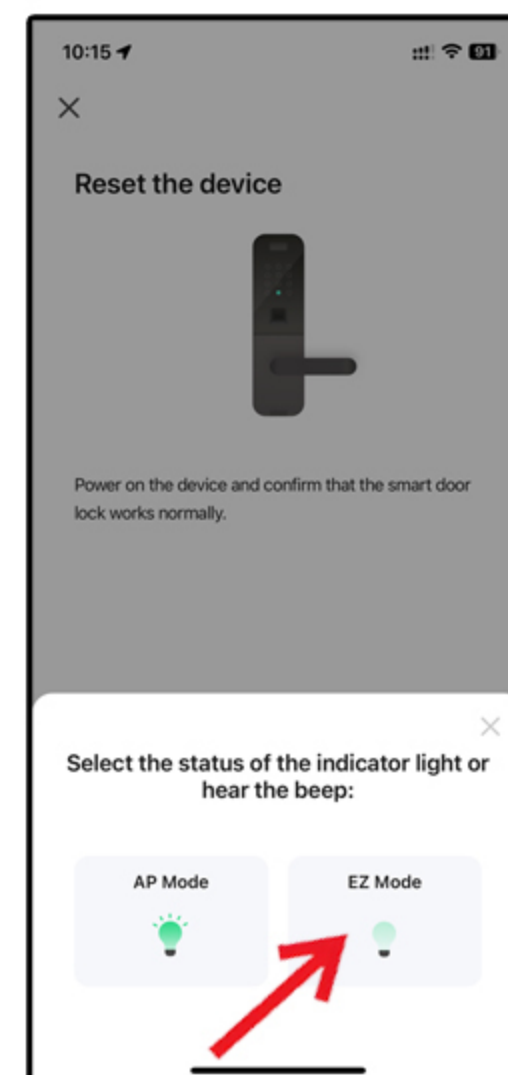 10:15
91
Reset the device
Power on the device and confirm that the smart door
lock works normally.
Select the status of the indicator light or
hear the beep:
AP Mode
EZ Mode